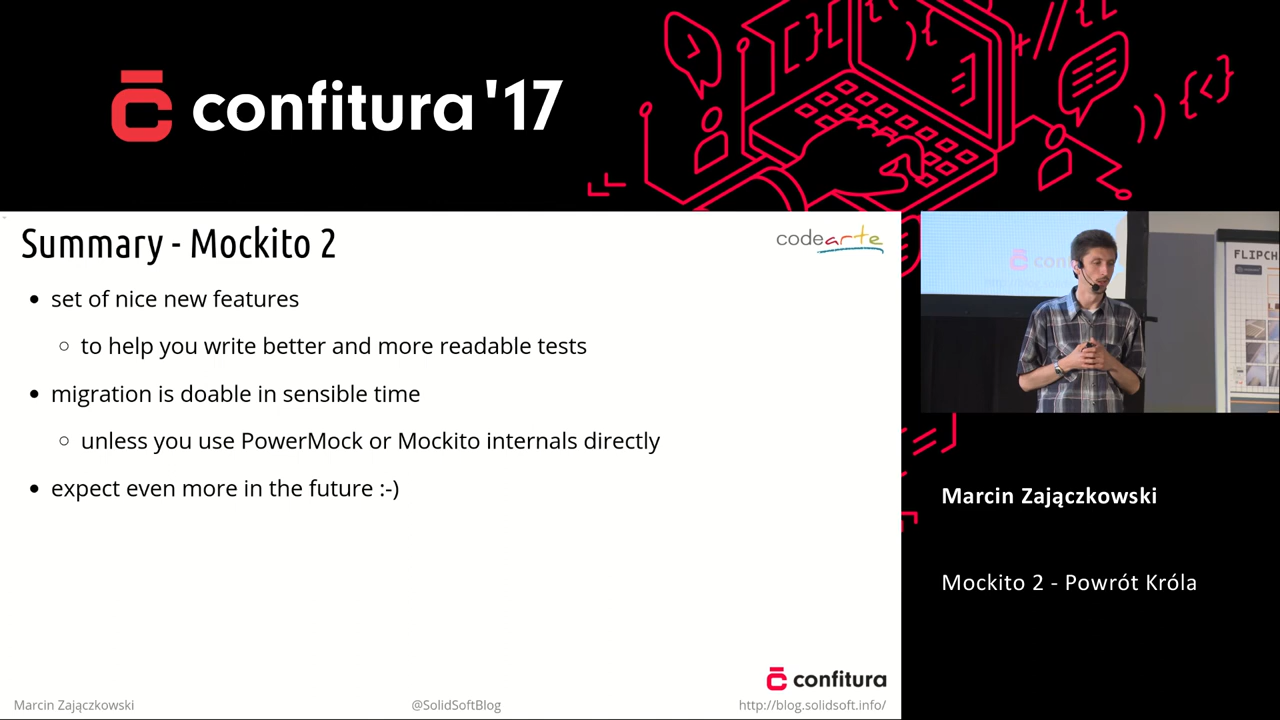 confitura '17
Summary - Mockito 2
codearte
• set of nice new features
○ to help you write better and more readable tests
• migration is doable in sensible time
○ unless you use PowerMock or Mockito internals directly
• expect even more in the future :-)
confitura
Marcin Zajączkowski
@SolidSoftBlog
http://blog.solidsoft.info/
FLIPCH
Marcin Zajączkowski
Mockito 2 - Powrót Króla